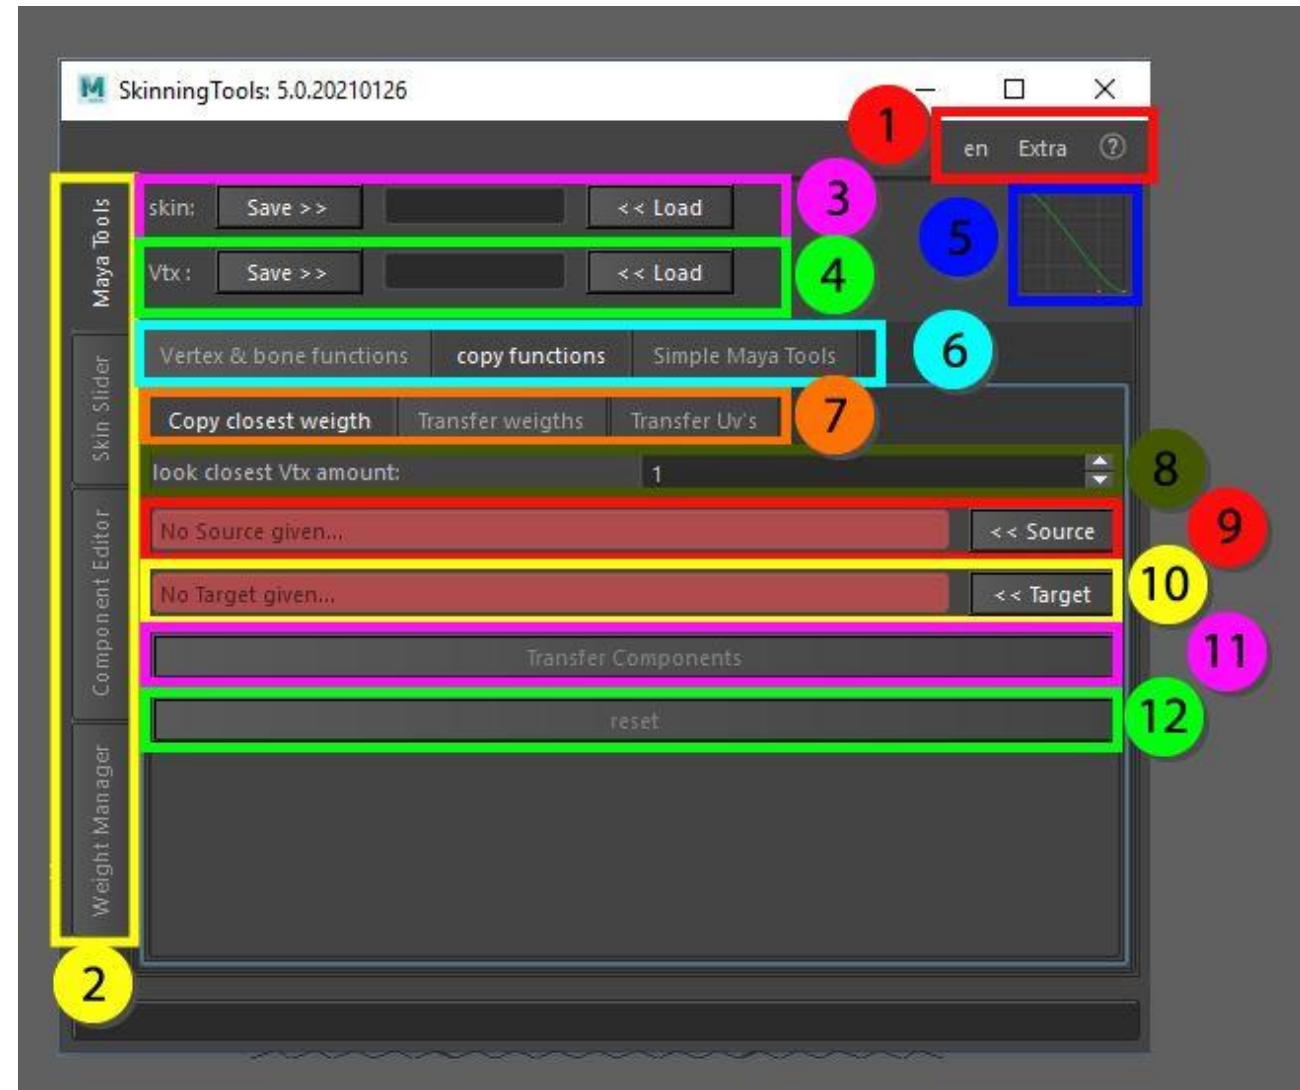 SkinningTools: 5.0.20210126
1
en Extra ?
Maya Tools
Skin Slider
Component Editor
Weight Manager
2
skin: Save >> << Load
3
Vtx : Save >> << Load
4
5
Vertex & bone functions copy functions Simple Maya Tools
6
Copy closest weigth Transfer weigths Transfer Uv's
7
look closest Vtx amount: 1
8
No Source given... << Source
9
No Target given... << Target
10
Transfer Components
11
reset
12